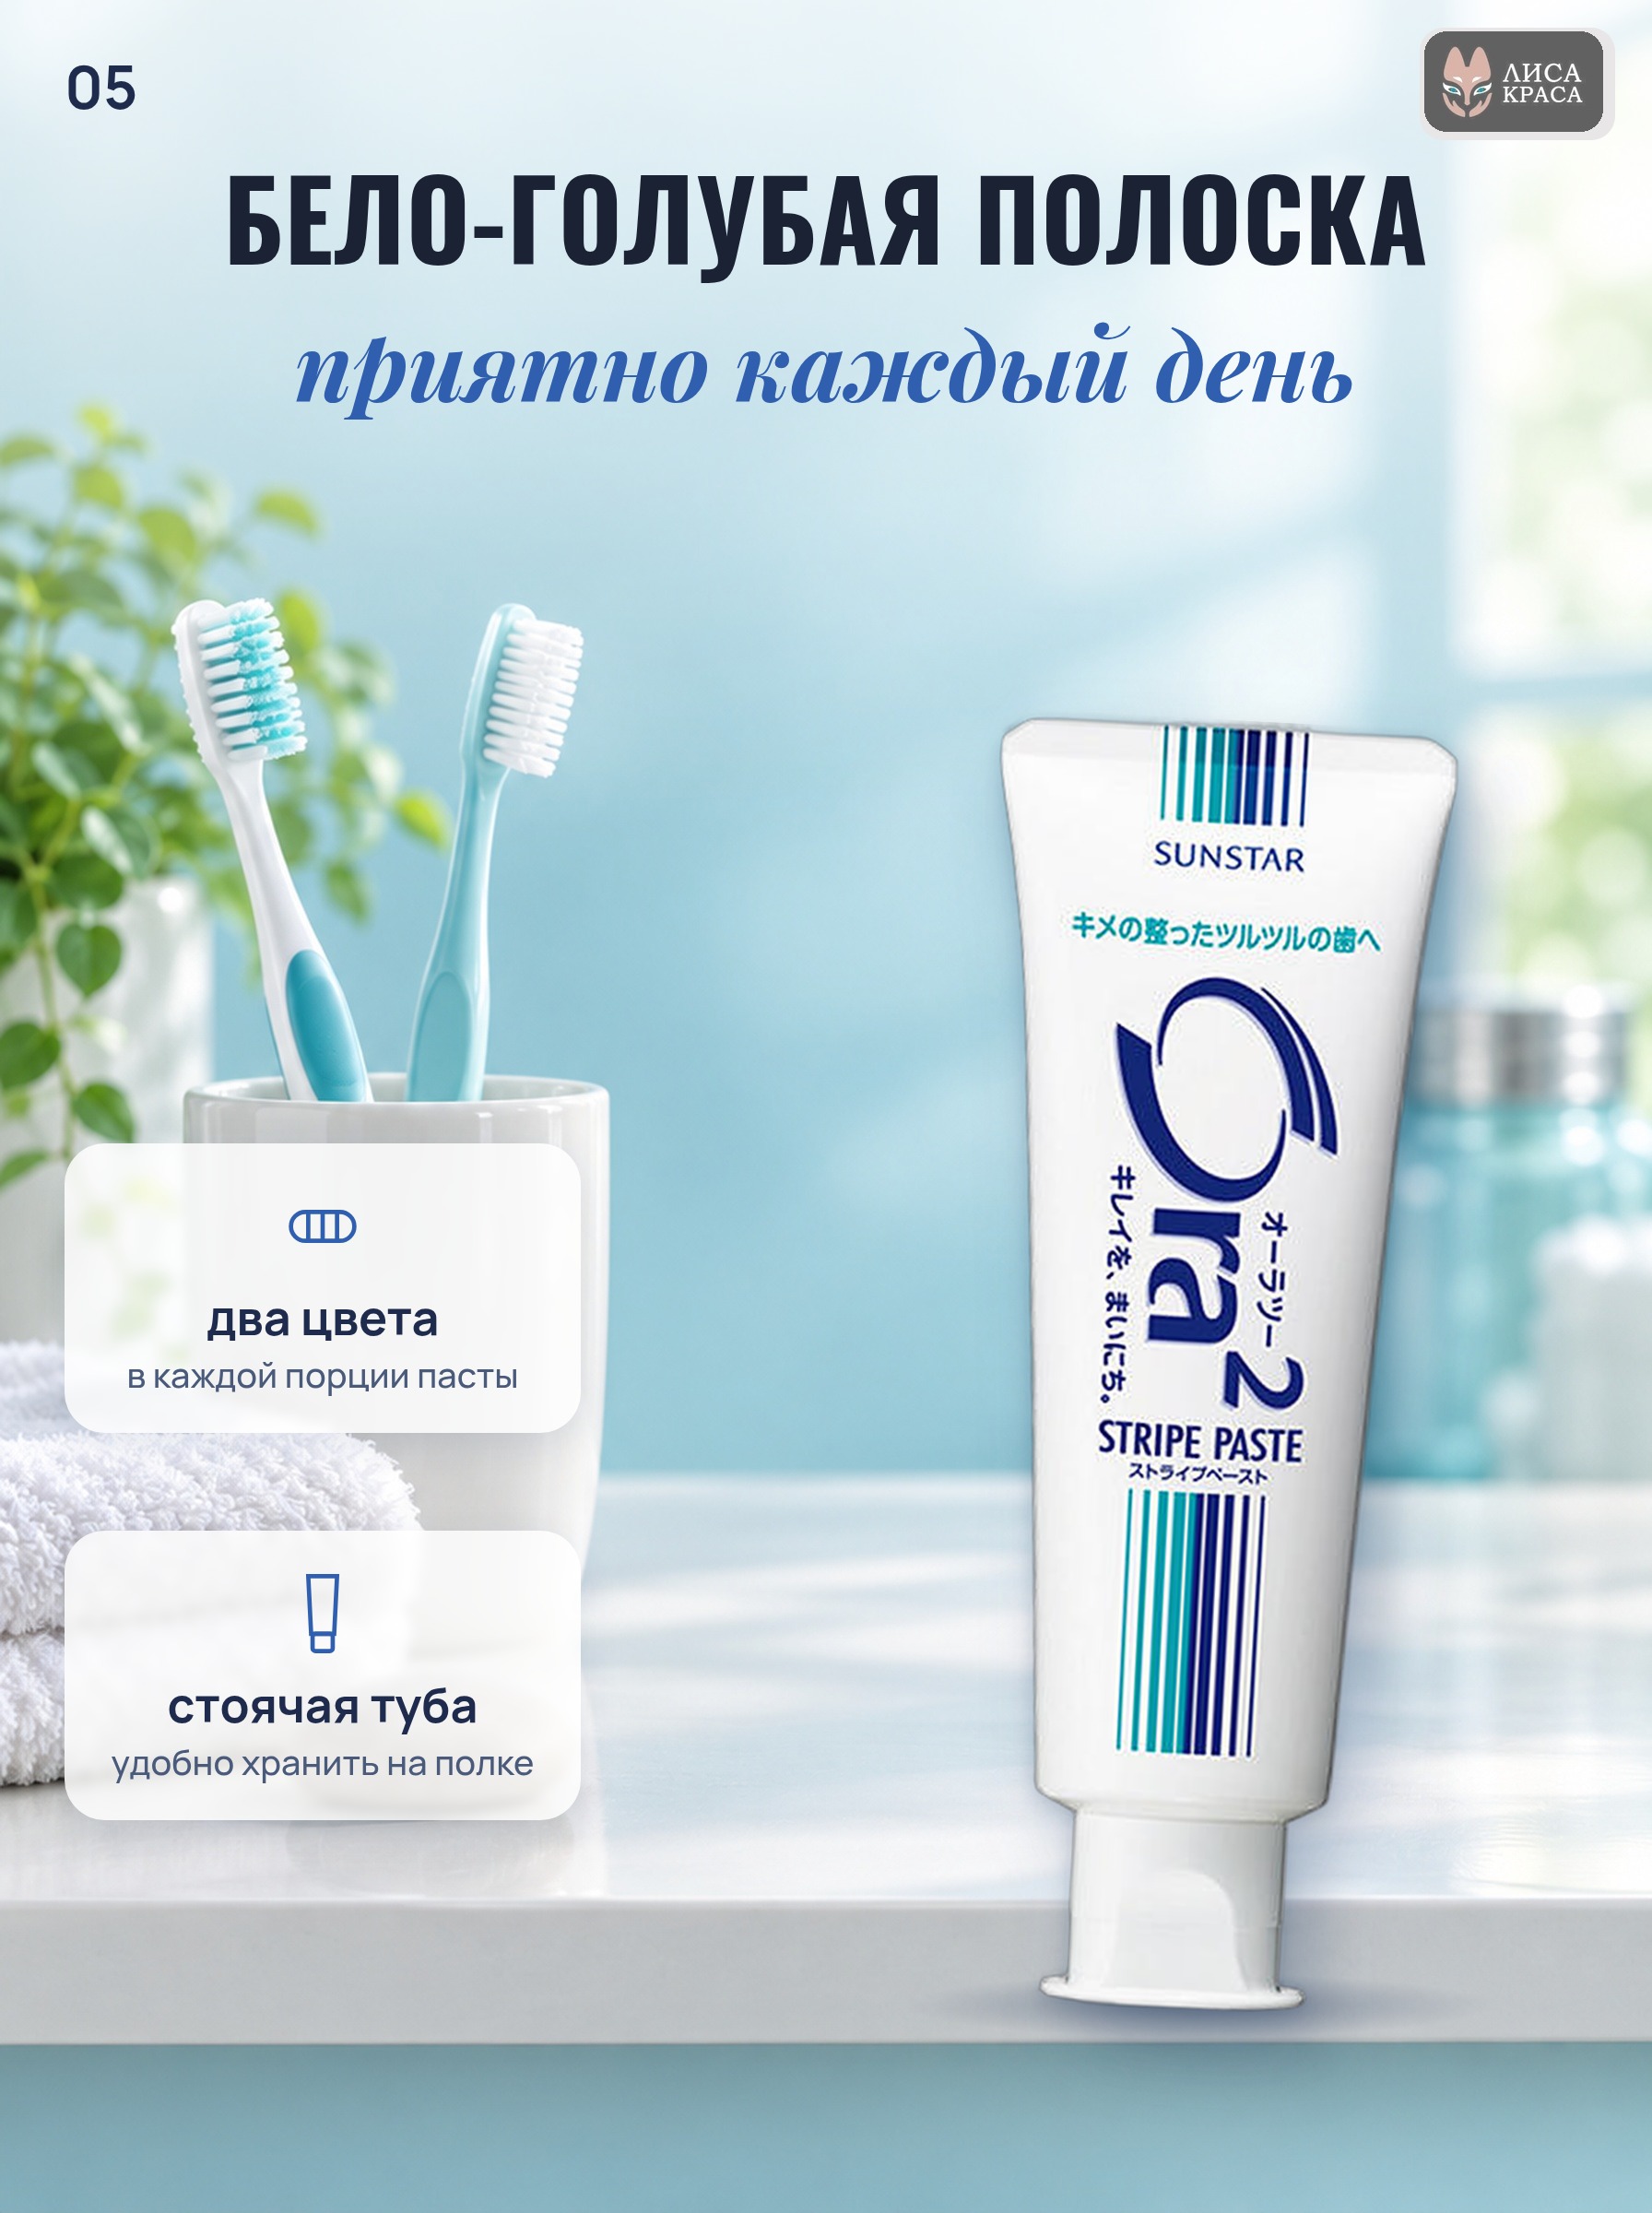 05
ЛИСА
КРАСА
БЕЛО-ГОЛУБАЯ ПОЛОСКА
приятно каждый день
SUNSTAR
キメの整ったツルツルの歯へ
Ora2
オーラツー
キレイを、まいにち。
STRIPE PASTE
ストライプペースト
два цвета
в каждой порции пасты
стоячая туба
удобно хранить на полке